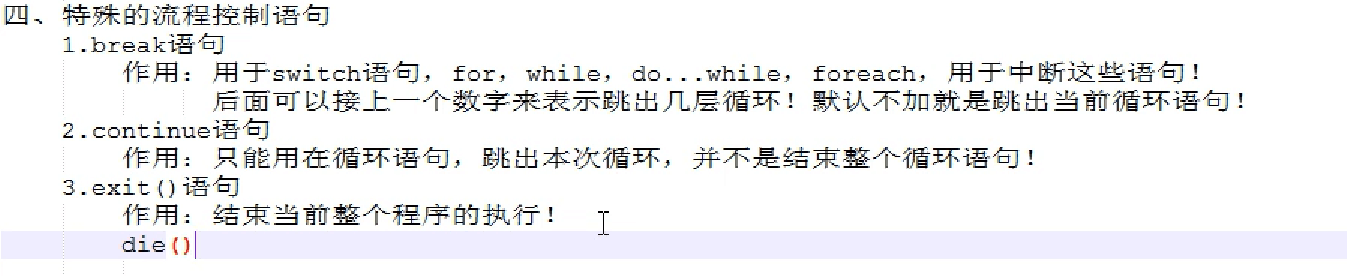 四、特殊的流程控制语句
1.break语句
作用：用于switch语句，for，while，do...while，foreach，用于中断这些语句！
后面可以接上一个数字来表示跳出几层循环！默认不加就是跳出当前循环语句！
2.continue语句
作用：只能用在循环语句，跳出本次循环，并不是结束整个循环语句！
3.exit()语句
作用：结束当前整个程序的执行！
die()